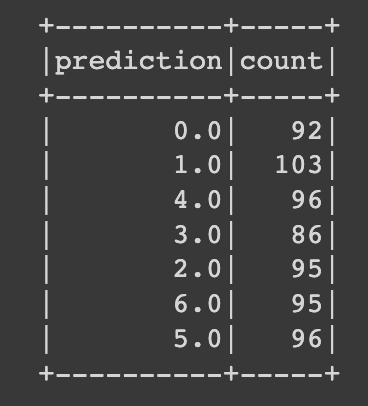 +----------+-----+
|prediction|count|
+----------+-----+
|       0.0|   92|
|       1.0|  103|
|       4.0|   96|
|       3.0|   86|
|       2.0|   95|
|       6.0|   95|
|       5.0|   96|
+----------+-----+